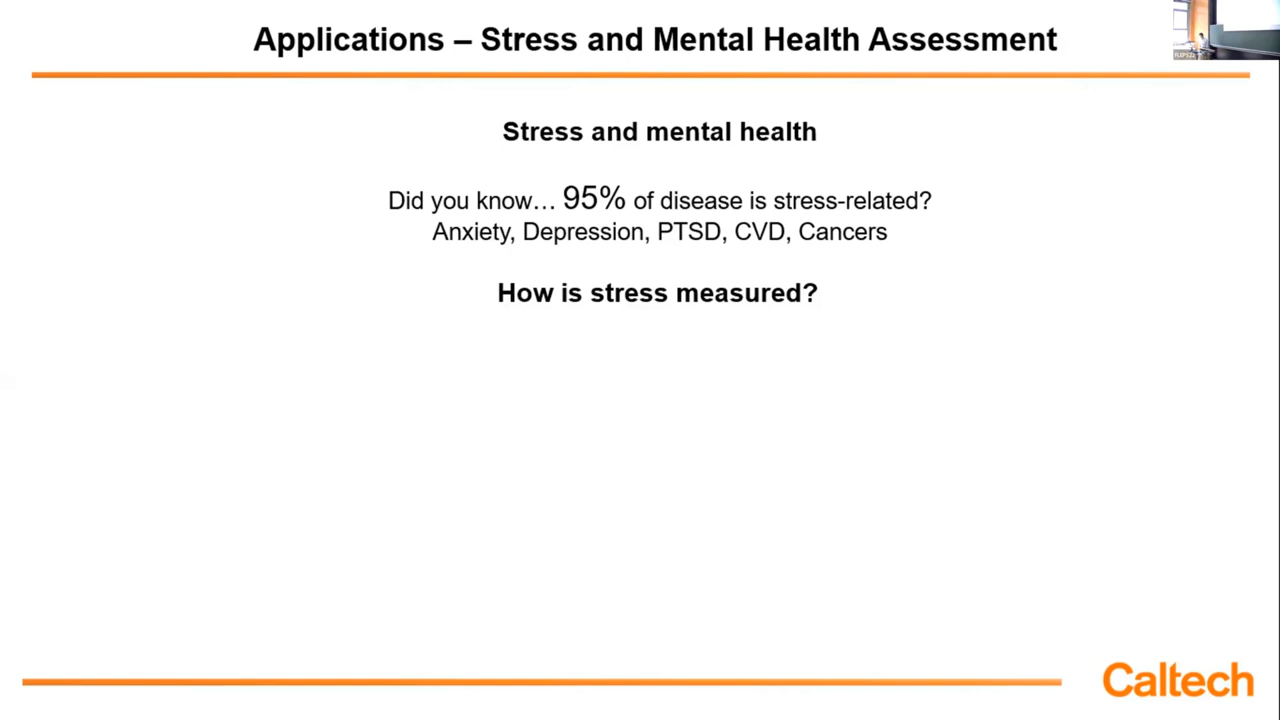 Applications – Stress and Mental Health Assessment
Stress and mental health
Did you know… 95% of disease is stress-related?
Anxiety, Depression, PTSD, CVD, Cancers
How is stress measured?
Caltech